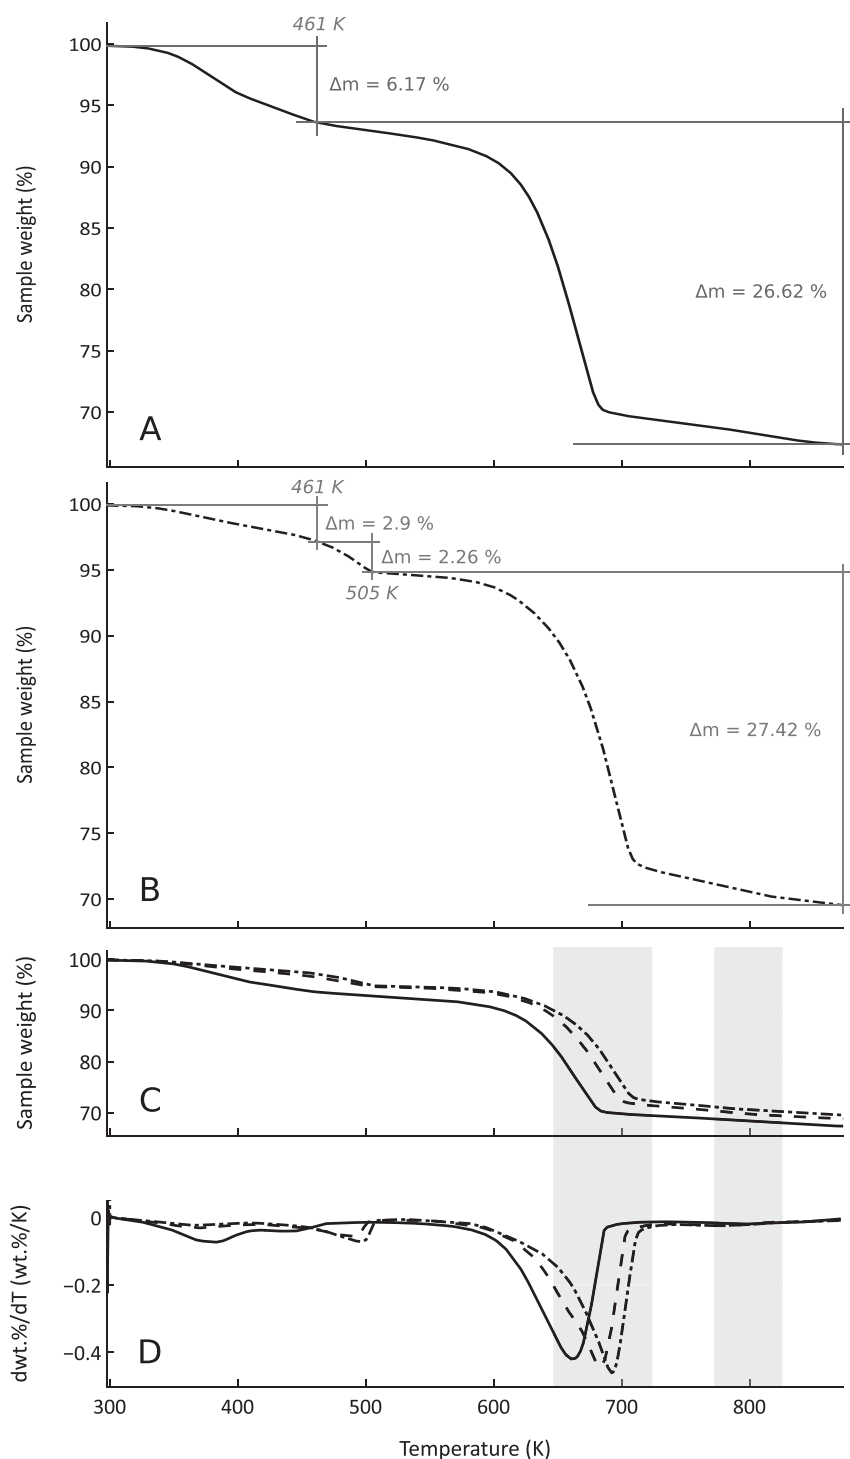 461 K
100
Δm = 6.17 %
95
90
85
Sample weight (%)
80
Δm = 26.62 %
75
70
A
461 K
100
Δm = 2.9 %
Δm = 2.26 %
95
505 K
90
85
Sample weight (%)
80
Δm = 27.42 %
75
70
B
100
90
Sample weight (%)
80
70
C
0
−0.2
dwt.%/dT (wt.%/K)
−0.4
D
300 400 500 600 700 800
Temperature (K)